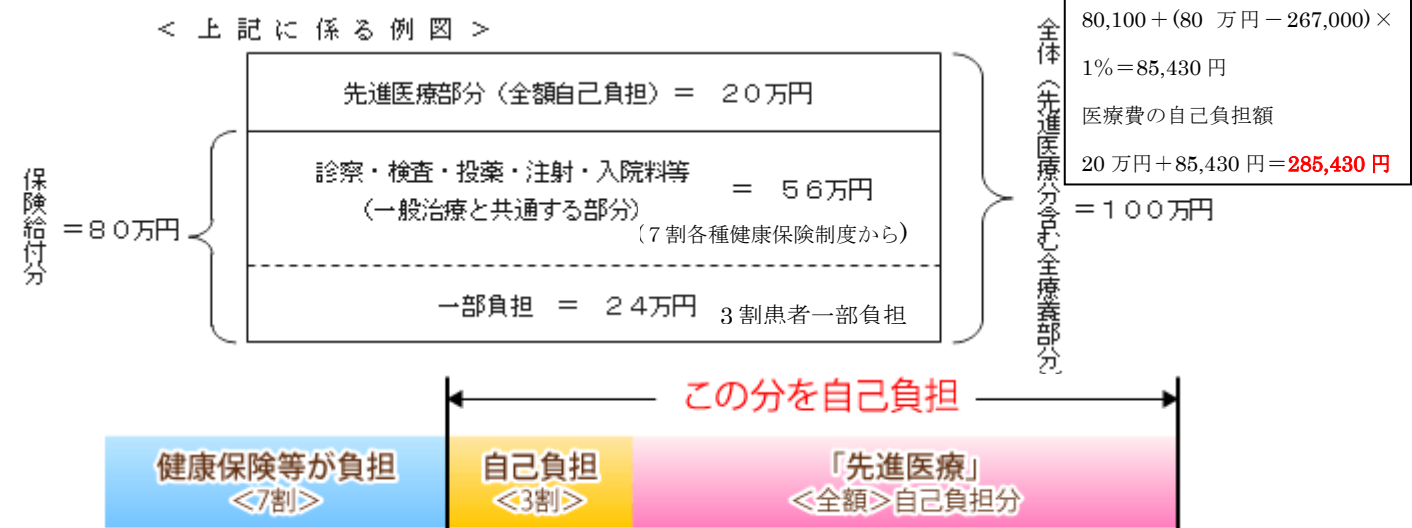 ＜ 上 記 に 係 る 例 図 ＞
80,100＋(80 万円－267,000)×
1%＝85,430 円
医療費の自己負担額
20 万円＋85,430 円＝285,430 円
先進医療部分（全額自己負担）＝ ２０万円
保険給付分
＝８０万円
診察・検査・投薬・注射・入院料等
（一般治療と共通する部分）
＝ ５６万円
（7 割各種健康保険制度から）
一部負担 ＝ ２４万円
3 割患者一部負担
全体（先進医療分含む全療養部分）
＝１００万円
この分を自己負担
健康保険等が負担
＜7割＞
自己負担
＜3割＞
「先進医療」
＜全額＞自己負担分